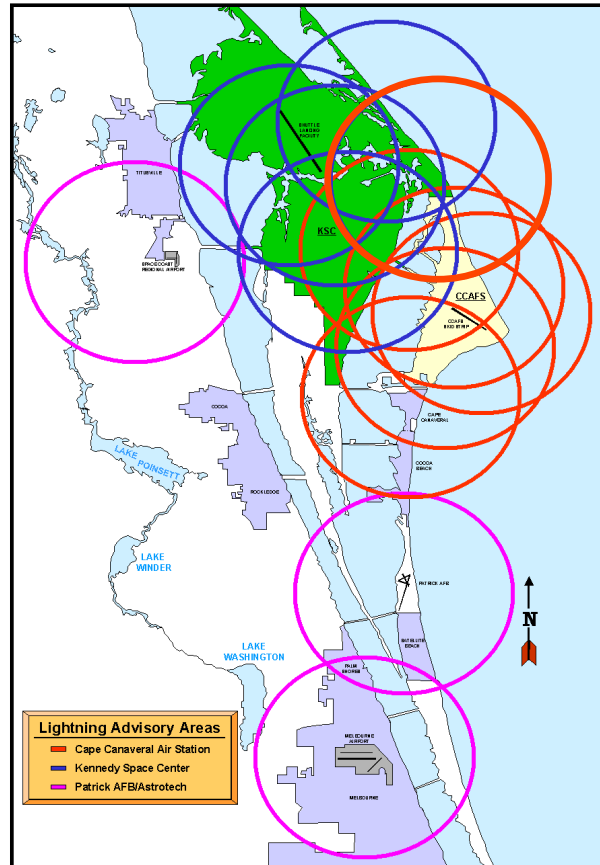 SHUTTLE
LANDING
FACILITY
TITUSVILLE
KSC
SPACECOAST
REGIONAL AIRPORT
CCAFS
CCAFS
SKID STRIP
COCOA
CAPE
CANAVERAL
COCOA
BEACH
LAKE
POINSETT
ROCKLEDGE
LAKE
WINDER
PATRICK AFB
N
LAKE
WASHINGTON
SATELLITE
BEACH
PALM
SHORES
MELBOURNE
AIRPORT
MELBOURNE
Lightning Advisory Areas
Cape Canaveral Air Station
Kennedy Space Center
Patrick AFB/Astrotech